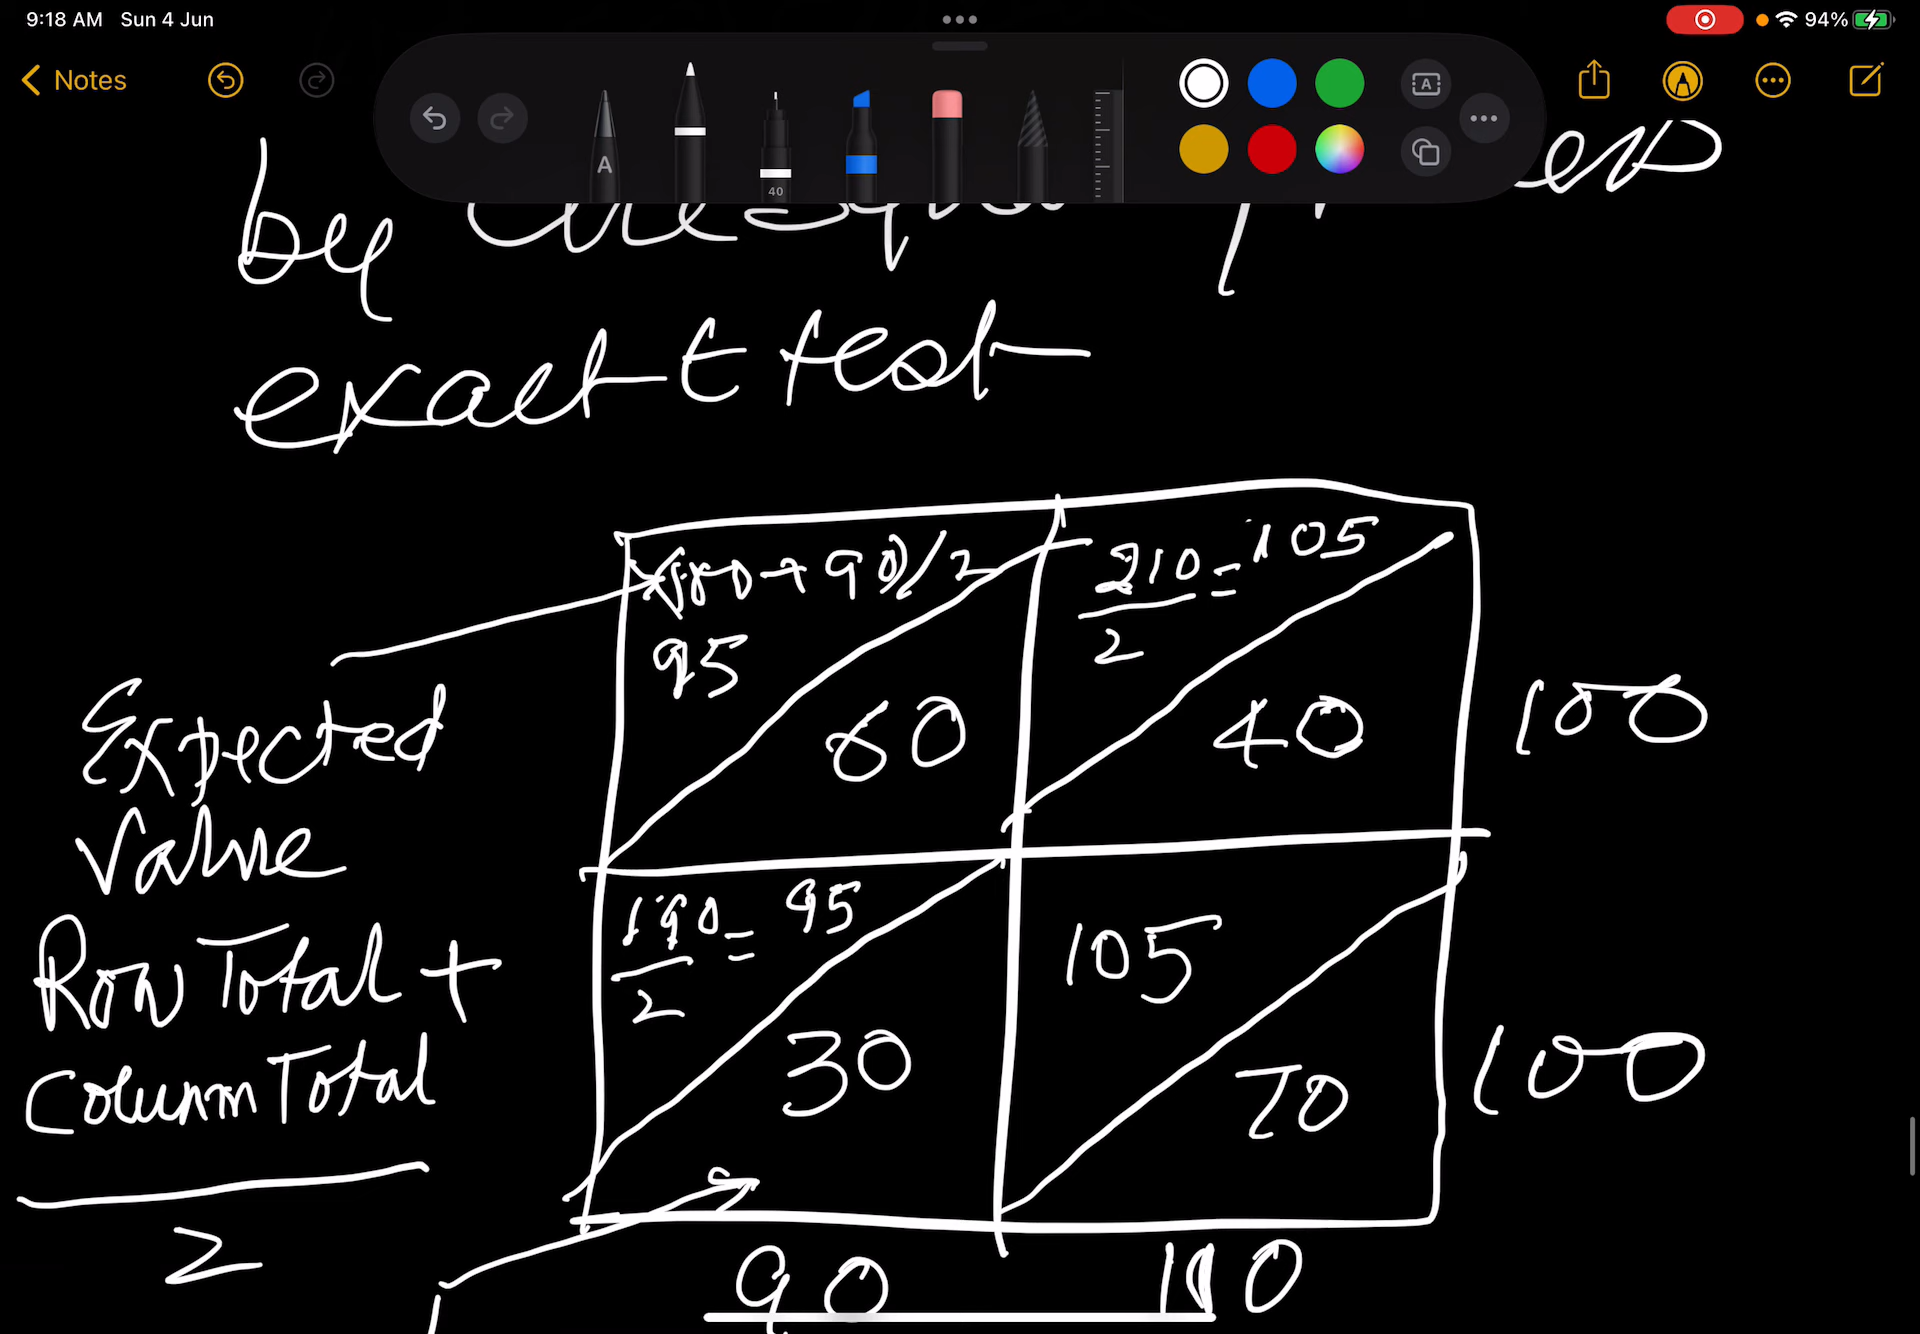 9:18 AM Sun 4 Jun
94%
Notes
A
40
A
by
exact t test
(100+90)/2
210 = 105
2
95
60
40
100
Expected
Value
Row Total +
Column Total
2
190 = 95
2
30
105
70
100
90
110